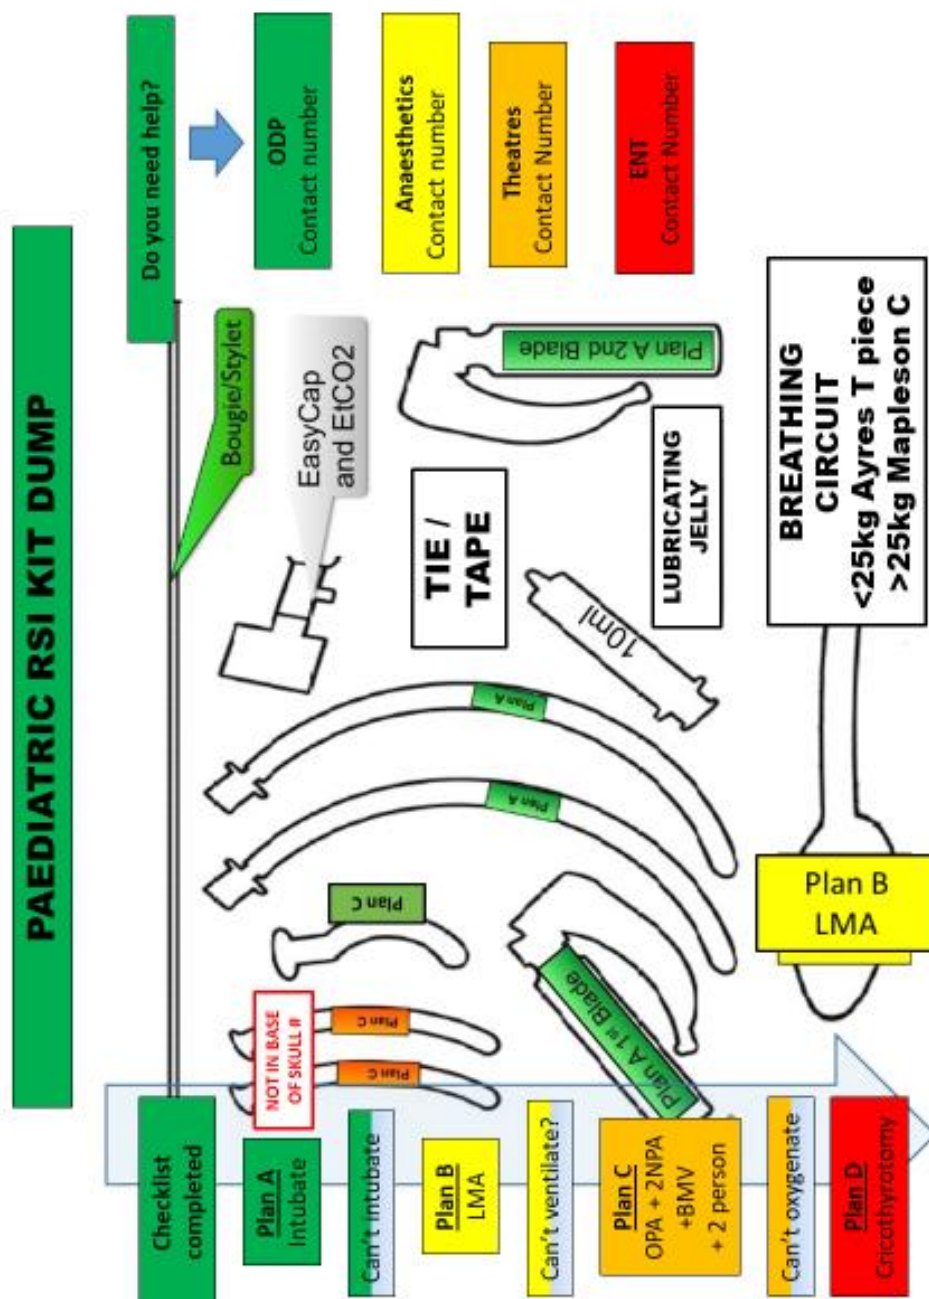 PAEDIATRIC RSI KIT DUMP
Checklist
completed
Plan A
Intubate
Can't intubate
Plan B
LMA
Can't ventilate?
Plan C
OPA + 2NPA
+BMV
+ 2 person
Can't oxygenate
Plan D
Cricothyrotomy
NOT IN BASE
OF SKULL #
Plan C
Plan C
Plan C
Plan A 1st Blade
Plan A
Plan A
Plan B
LMA
Bougie/Stylet
EasyCap
and EtCO2
TIE /
TAPE
10ml
LUBRICATING
JELLY
Plan A 2nd Blade
BREATHING
CIRCUIT
<25kg Ayres T piece
>25kg Mapleson C
Do you need help?
ODP
Contact number
Anaesthetics
Contact number
Theatres
Contact Number
ENT
Contact Number